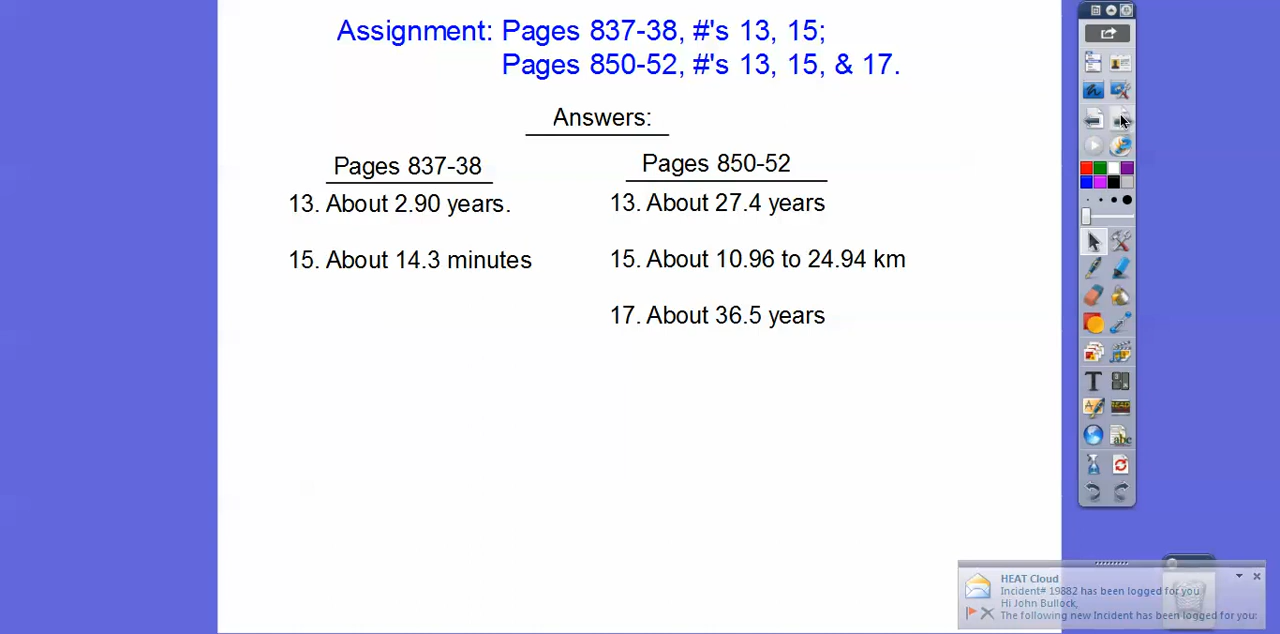 Assignment: Pages 837-38, #'s 13, 15;
Pages 850-52, #'s 13, 15, & 17.
Answers:
Pages 837-38
13. About 2.90 years.
15. About 14.3 minutes
Pages 850-52
13. About 27.4 years
15. About 10.96 to 24.94 km
17. About 36.5 years
HEAT Cloud
Incident# 19882 has been logged for you
Hi John Bullock,
The following new Incident has been logged for you: